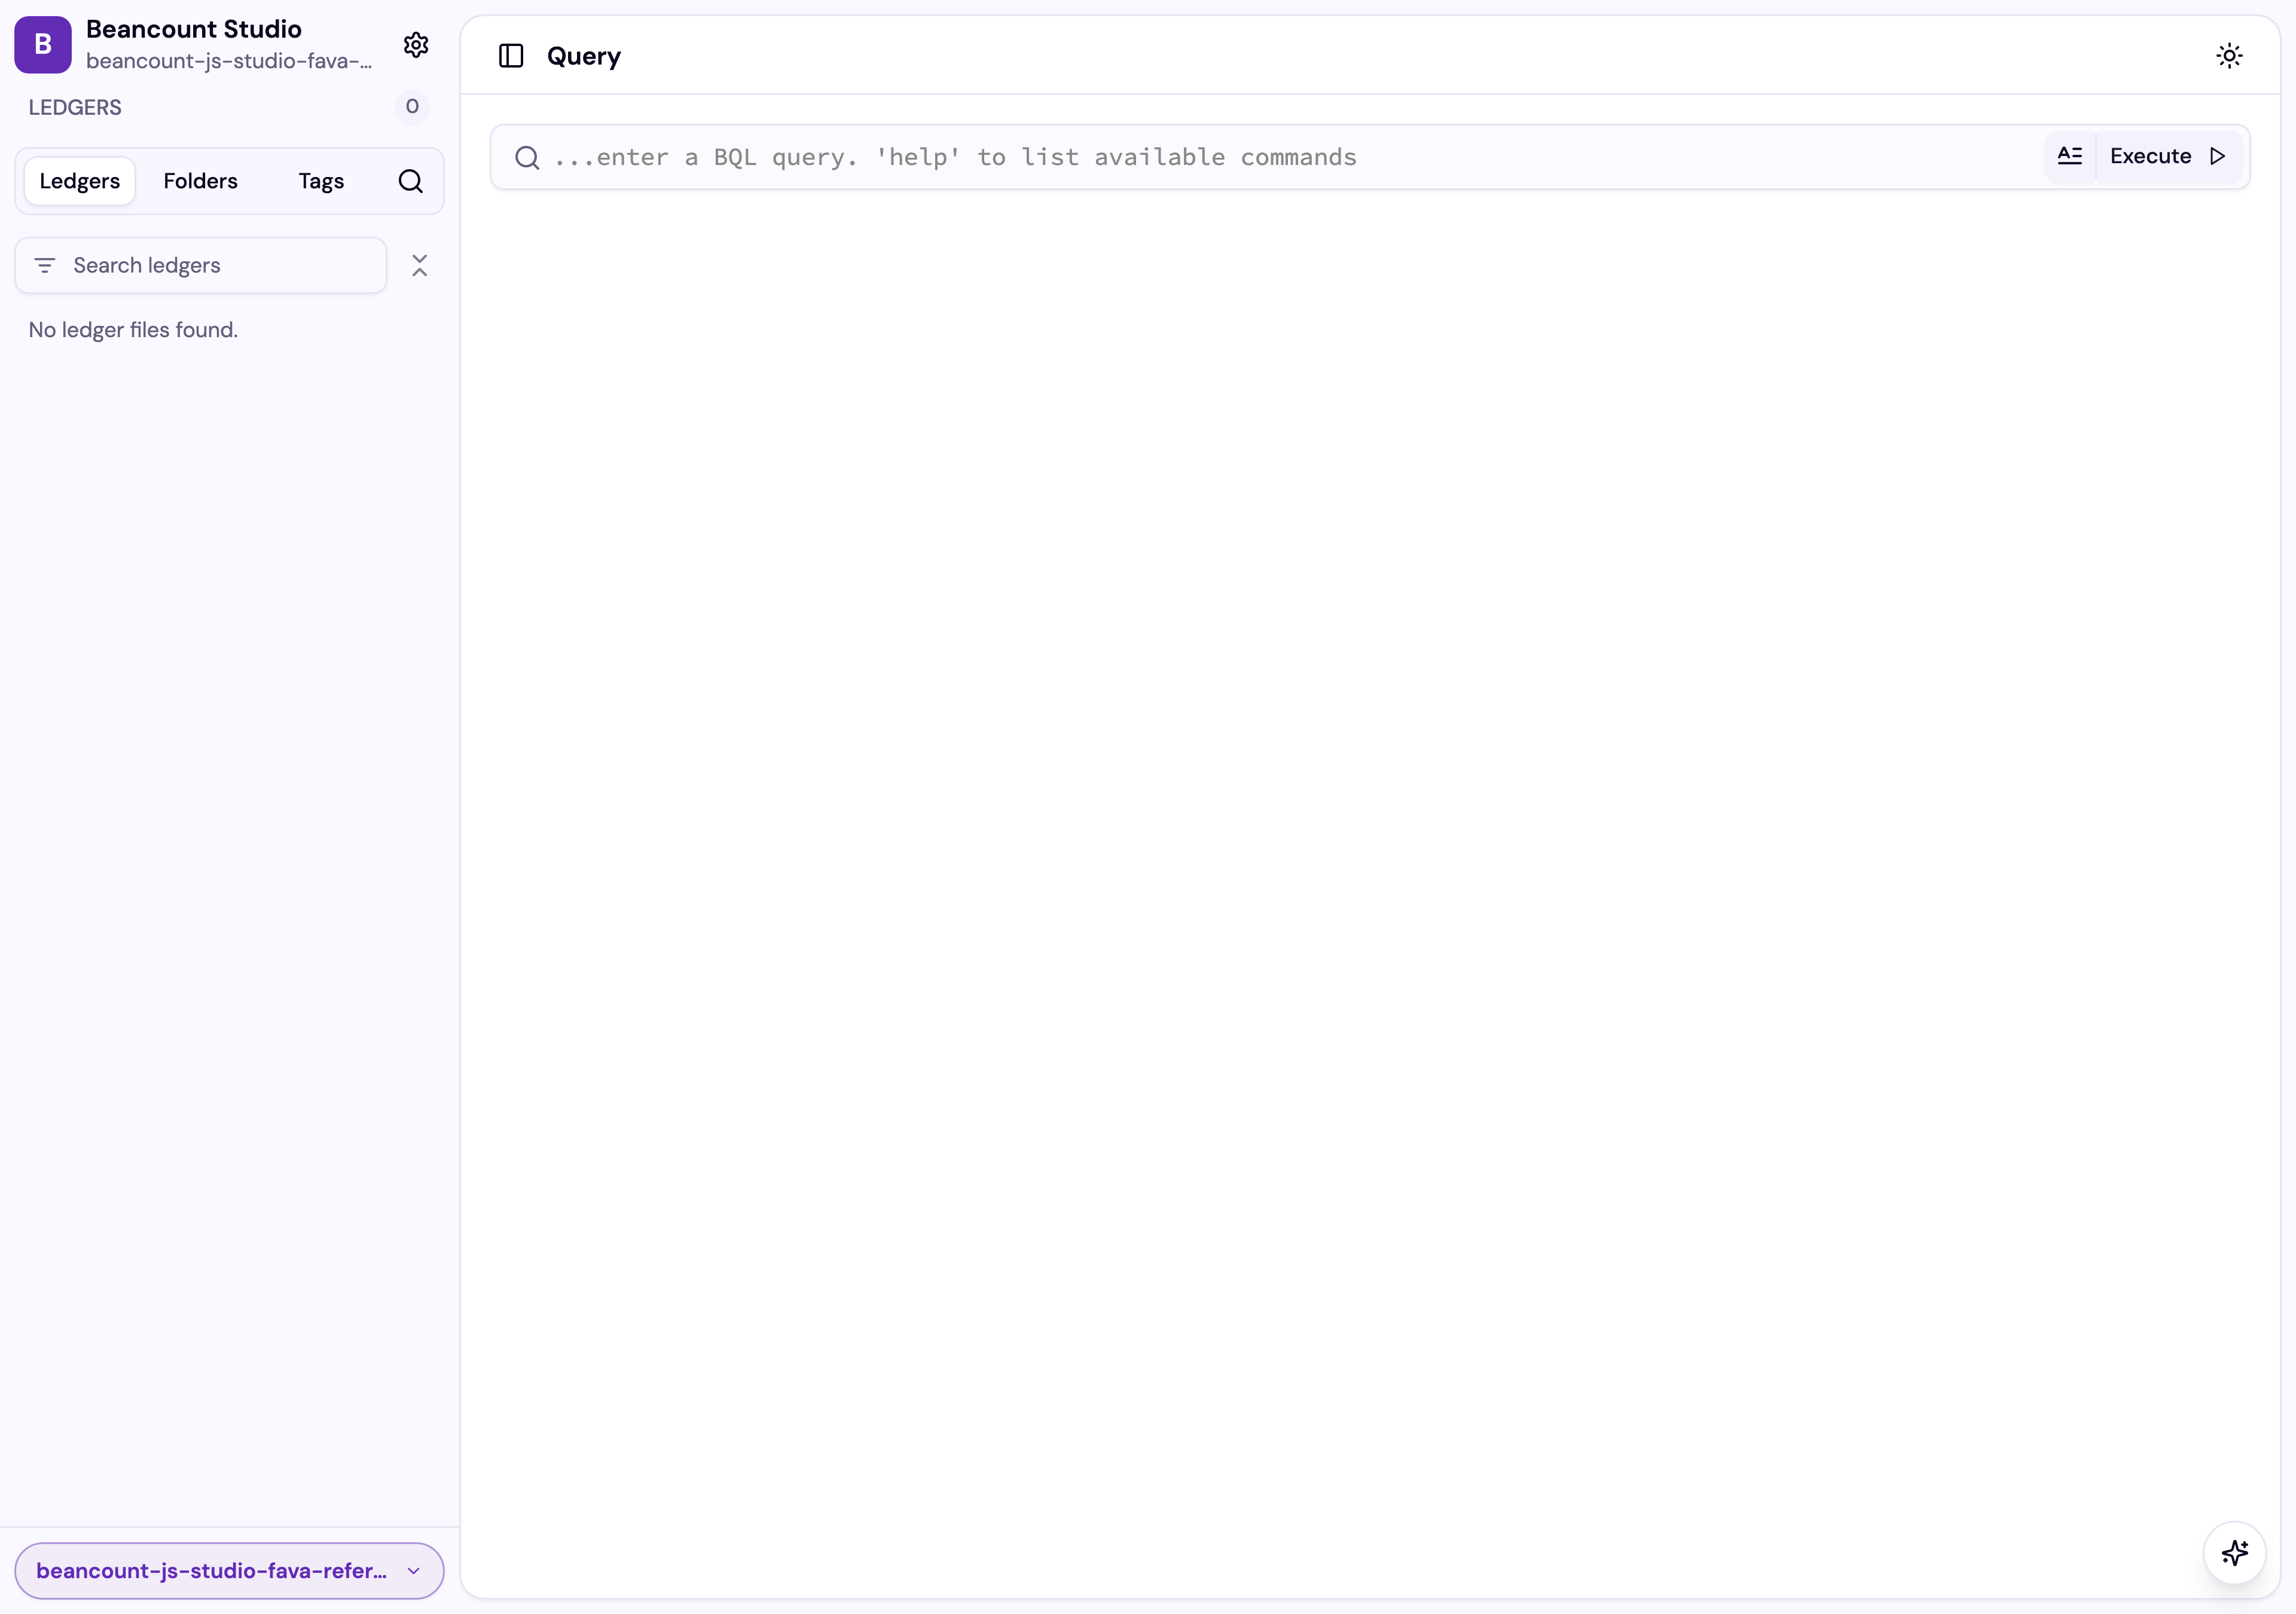 B
Beancount Studio
beancount-js-studio-fava-...
LEDGERS
0
Ledgers
Folders
Tags
Search ledgers
No ledger files found.
beancount-js-studio-fava-refer...
Query
...enter a BQL query. 'help' to list available commands
A
Execute